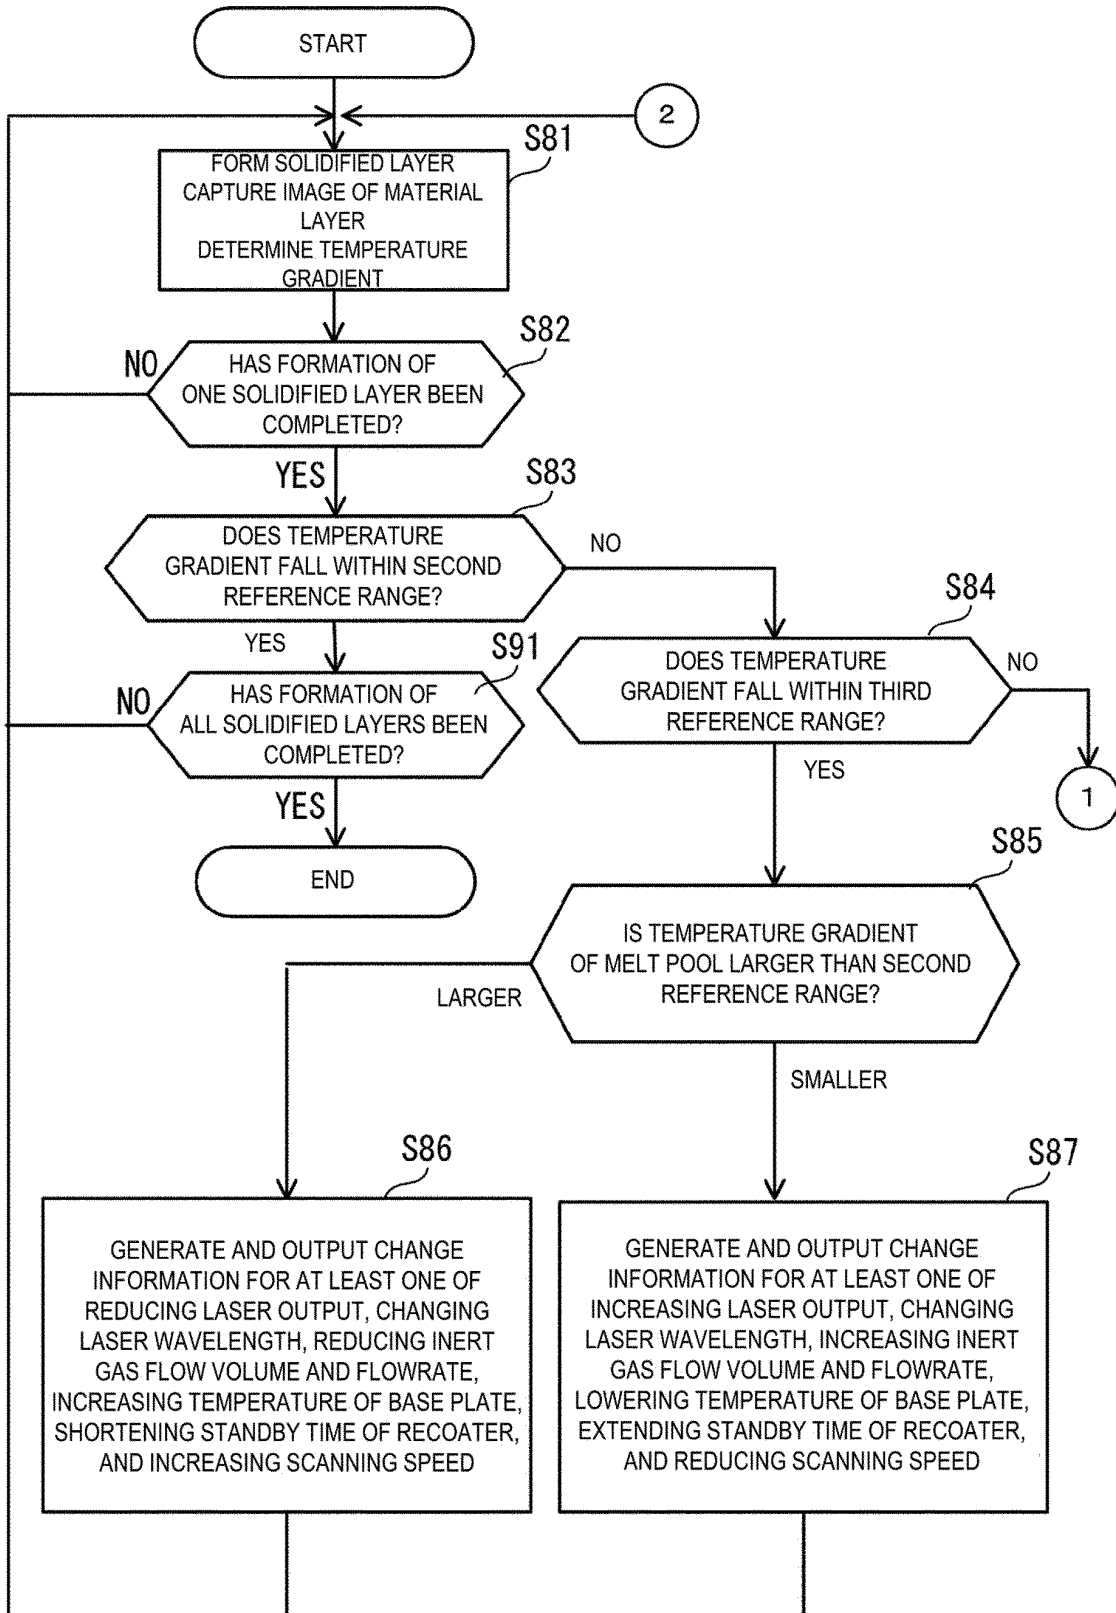 START
2
S81
FORM SOLIDIFIED LAYER
CAPTURE IMAGE OF MATERIAL
LAYER
DETERMINE TEMPERATURE
GRADIENT
S82
NO
HAS FORMATION OF
ONE SOLIDIFIED LAYER BEEN
COMPLETED?
YES
S83
DOES TEMPERATURE
GRADIENT FALL WITHIN SECOND
REFERENCE RANGE?
NO
YES
S84
DOES TEMPERATURE
GRADIENT FALL WITHIN THIRD
REFERENCE RANGE?
NO
YES
1
S91
NO
HAS FORMATION OF
ALL SOLIDIFIED LAYERS BEEN
COMPLETED?
YES
END
S85
IS TEMPERATURE GRADIENT
OF MELT POOL LARGER THAN SECOND
REFERENCE RANGE?
LARGER
SMALLER
S86
GENERATE AND OUTPUT CHANGE
INFORMATION FOR AT LEAST ONE OF
REDUCING LASER OUTPUT, CHANGING
LASER WAVELENGTH, REDUCING INERT
GAS FLOW VOLUME AND FLOWRATE,
INCREASING TEMPERATURE OF BASE PLATE,
SHORTENING STANDBY TIME OF RECOATER,
AND INCREASING SCANNING SPEED
S87
GENERATE AND OUTPUT CHANGE
INFORMATION FOR AT LEAST ONE OF
INCREASING LASER OUTPUT, CHANGING
LASER WAVELENGTH, INCREASING INERT
GAS FLOW VOLUME AND FLOWRATE,
LOWERING TEMPERATURE OF BASE PLATE,
EXTENDING STANDBY TIME OF RECOATER,
AND REDUCING SCANNING SPEED